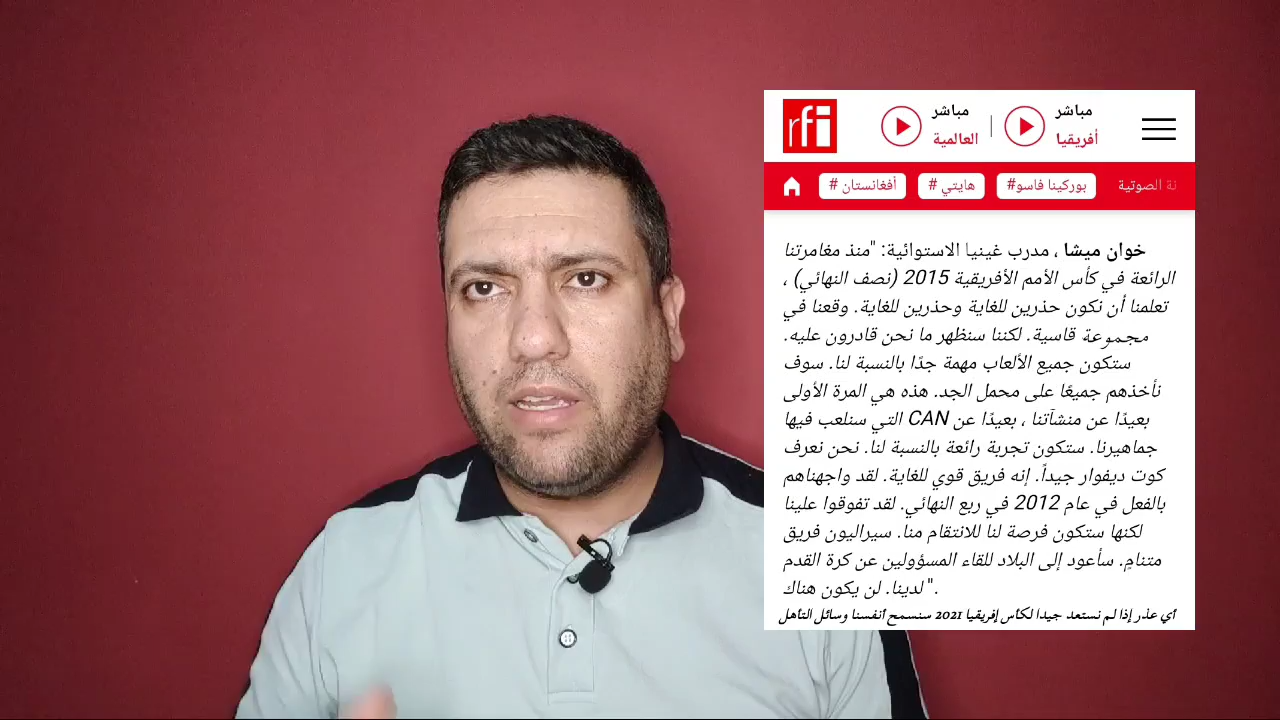 rfi
مباشر
أفريقيا
مباشر
العالمية
نة الصوتية
#بوركينا فاسو
# هايتي
# أفغانستان
خوان ميشا ، مدرب غينيا الاستوائية: "منذ مغامرتنا
الرائعة في كأس الأمم الأفريقية 2015 (نصف النهائي) ،
تعلمنا أن نكون حذرين للغاية وحذرين للغاية. وقعنا في
مجموعة قاسية. لكننا سنظهر ما نحن قادرون عليه.
ستكون جميع الألعاب مهمة جدًا بالنسبة لنا. سوف
نأخذهم جميعًا على محمل الجد. هذه هي المرة الأولى
التي سنلعب فيها CAN بعيدًا عن منشآتنا ، بعيدًا عن
جماهيرنا. ستكون تجربة رائعة بالنسبة لنا. نحن نعرف
كوت ديفوار جيداً. إنه فريق قوي للغاية. لقد واجهناهم
بالفعل في عام 2012 في ربع النهائي. لقد تفوقوا علينا
لكنها ستكون فرصة لنا للانتقام منا. سيراليون فريق
متنامٍ. سأعود إلى البلاد للقاء المسؤولين عن كرة القدم
لدينا. لن يكون هناك ".
أي عذر إذا لم نستعد جيدا لكأس إفريقيا 2021 سنسمح أنفسنا وسائل التأهل